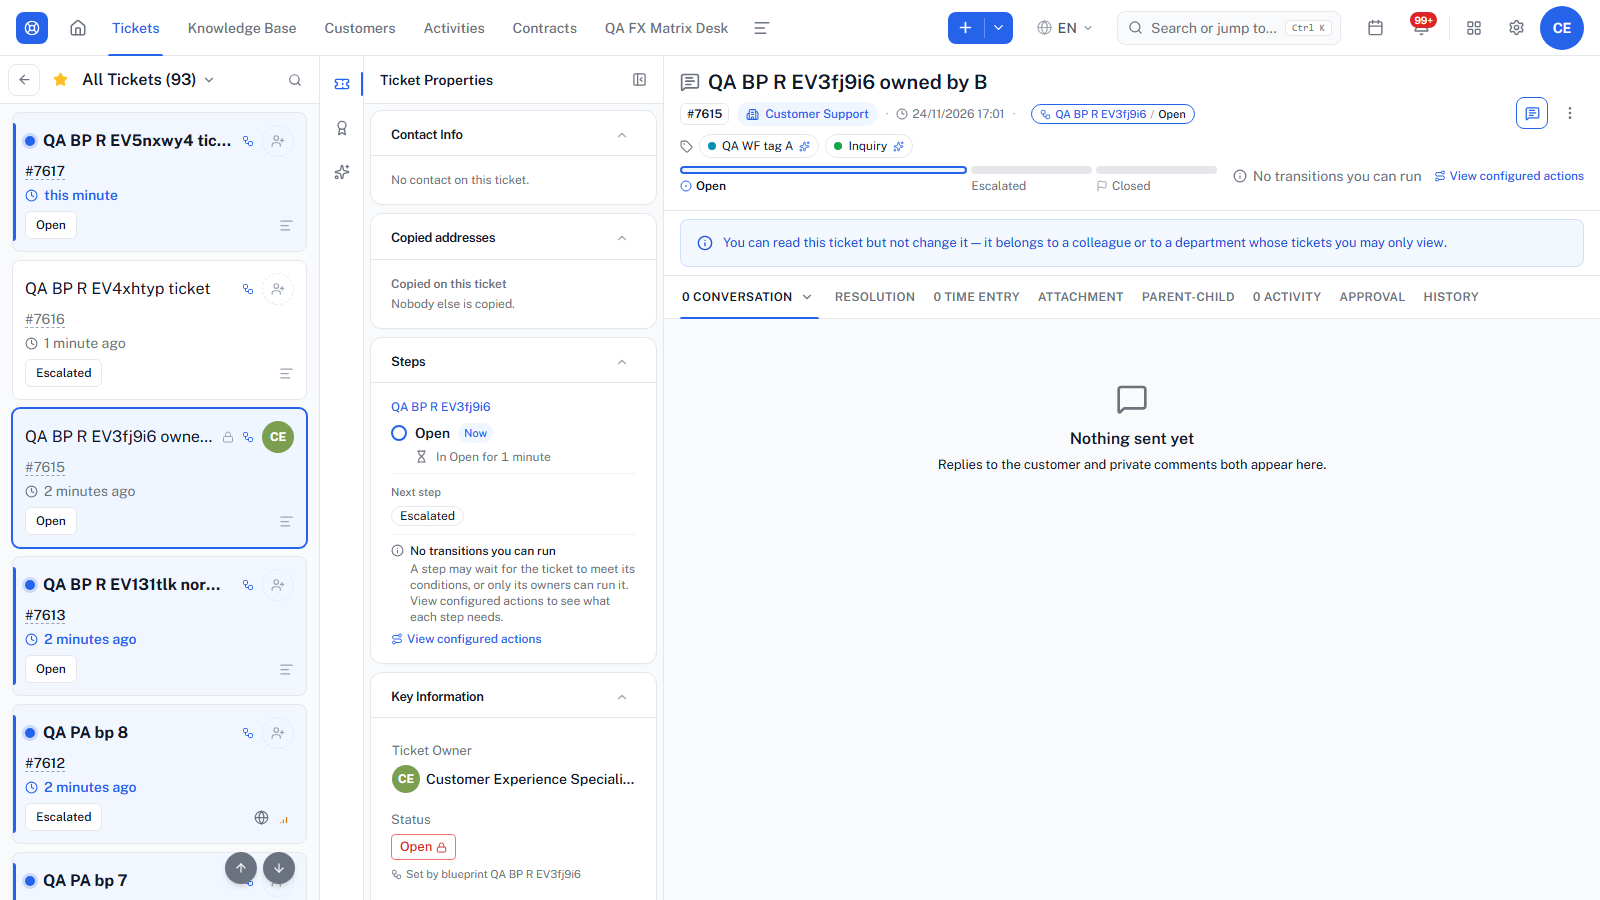 Tickets
Knowledge Base
Customers
Activities
Contracts
QA FX Matrix Desk
EN
Search or jump to...
Ctrl K
99+
CE
All Tickets (93)
QA BP R EV5nxwy4 tic...
#7617
this minute
Open
QA BP R EV4xhtyp ticket
#7616
1 minute ago
Escalated
QA BP R EV3fj9i6 owne...
CE
#7615
2 minutes ago
Open
QA BP R EV131tlk nor...
#7613
2 minutes ago
Open
QA PA bp 8
#7612
2 minutes ago
Escalated
QA PA bp 7
Ticket Properties
Contact Info
No contact on this ticket.
Copied addresses
Copied on this ticket
Nobody else is copied.
Steps
QA BP R EV3fj9i6
Open Now
In Open for 1 minute
Next step
Escalated
No transitions you can run
A step may wait for the ticket to meet its
conditions, or only its owners can run it.
View configured actions to see what
each step needs.
View configured actions
Key Information
Ticket Owner
CE Customer Experience Speciali...
Status
Open
Set by blueprint QA BP R EV3fj9i6
QA BP R EV3fj9i6 owned by B
#7615 Customer Support · 24/11/2026 17:01 · QA BP R EV3fj9i6 / Open
QA WF tag A Inquiry
Open Escalated Closed
No transitions you can run View configured actions
You can read this ticket but not change it — it belongs to a colleague or to a department whose tickets you may only view.
0 CONVERSATION RESOLUTION 0 TIME ENTRY ATTACHMENT PARENT-CHILD 0 ACTIVITY APPROVAL HISTORY
Nothing sent yet
Replies to the customer and private comments both appear here.